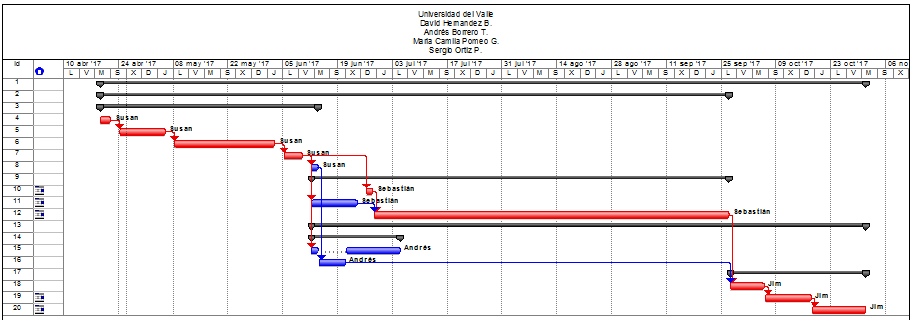 Universidad del Valle
David Hernandez B.
Andrés Borrero T.
Maria Camila Pomeo G.
Sergio Ortiz P.
Id 10 abr '17 24 abr '17 08 may '17 22 may '17 05 jun '17 19 jun '17 03 jul '17 17 jul '17 31 jul '17 14 ago '17 28 ago '17 11 sep '17 25 sep '17 09 oct '17 23 oct '17 06 no
L V M S X D J L V M S X D J L V M S X D J L V M S X D J L V M S X
1
2
3
4 Susan
5 Susan
6 Susan
7 Susan
8 Susan
9
10 Sebastián
11 Sebastián
12 Sebastián
13
14
15 Andrés
16 Andrés
17
18 Jim
19 Jim
20 Jim